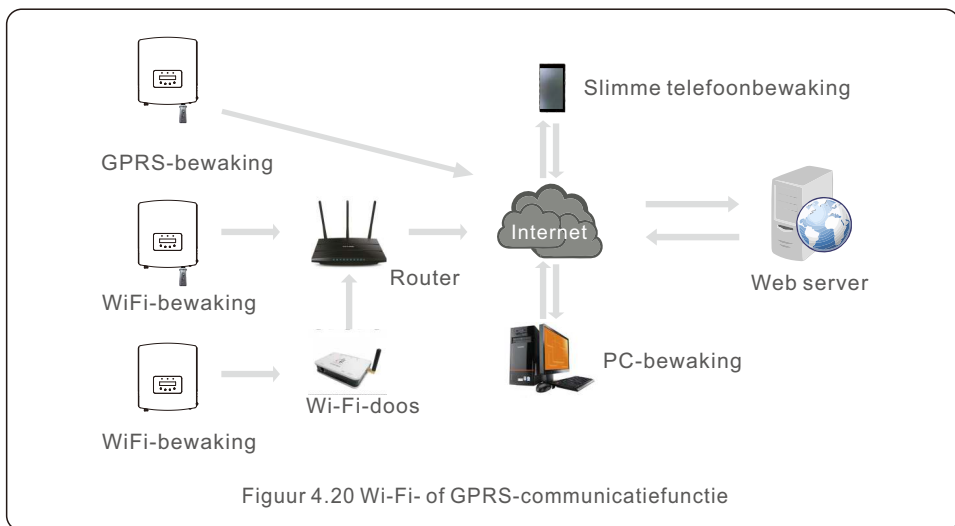 Slimme telefoonbewaking
GPRS-bewaking
Internet
Router
WiFi-bewaking
Web server
PC-bewaking
Wi-Fi-doos
WiFi-bewaking
Figuur 4.20 Wi-Fi- of GPRS-communicatiefunctie